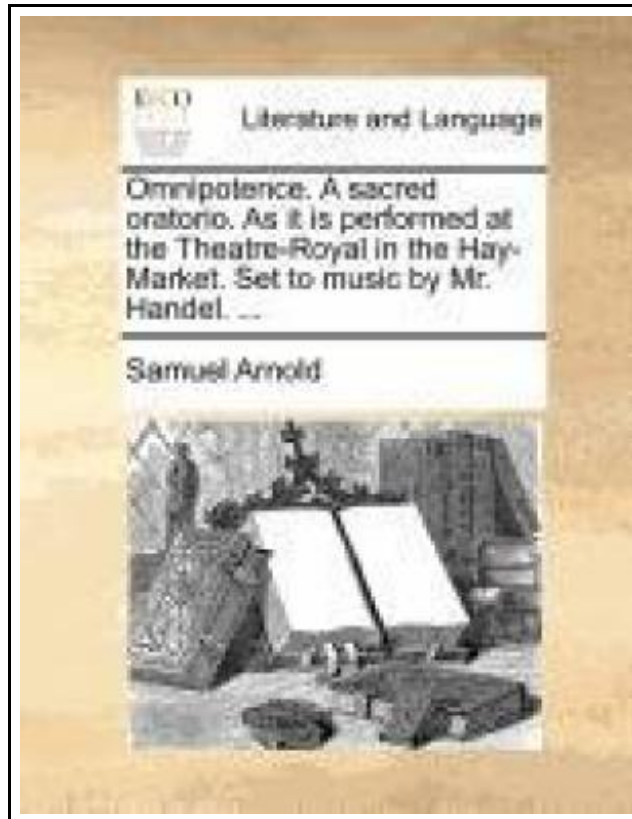 ECCO
Literature and Language
Omnipotence. A sacred
oratorio. As it is performed at
the Theatre-Royal in the Hay-
Market. Set to music by Mr.
Handel. ...
Samuel Arnold